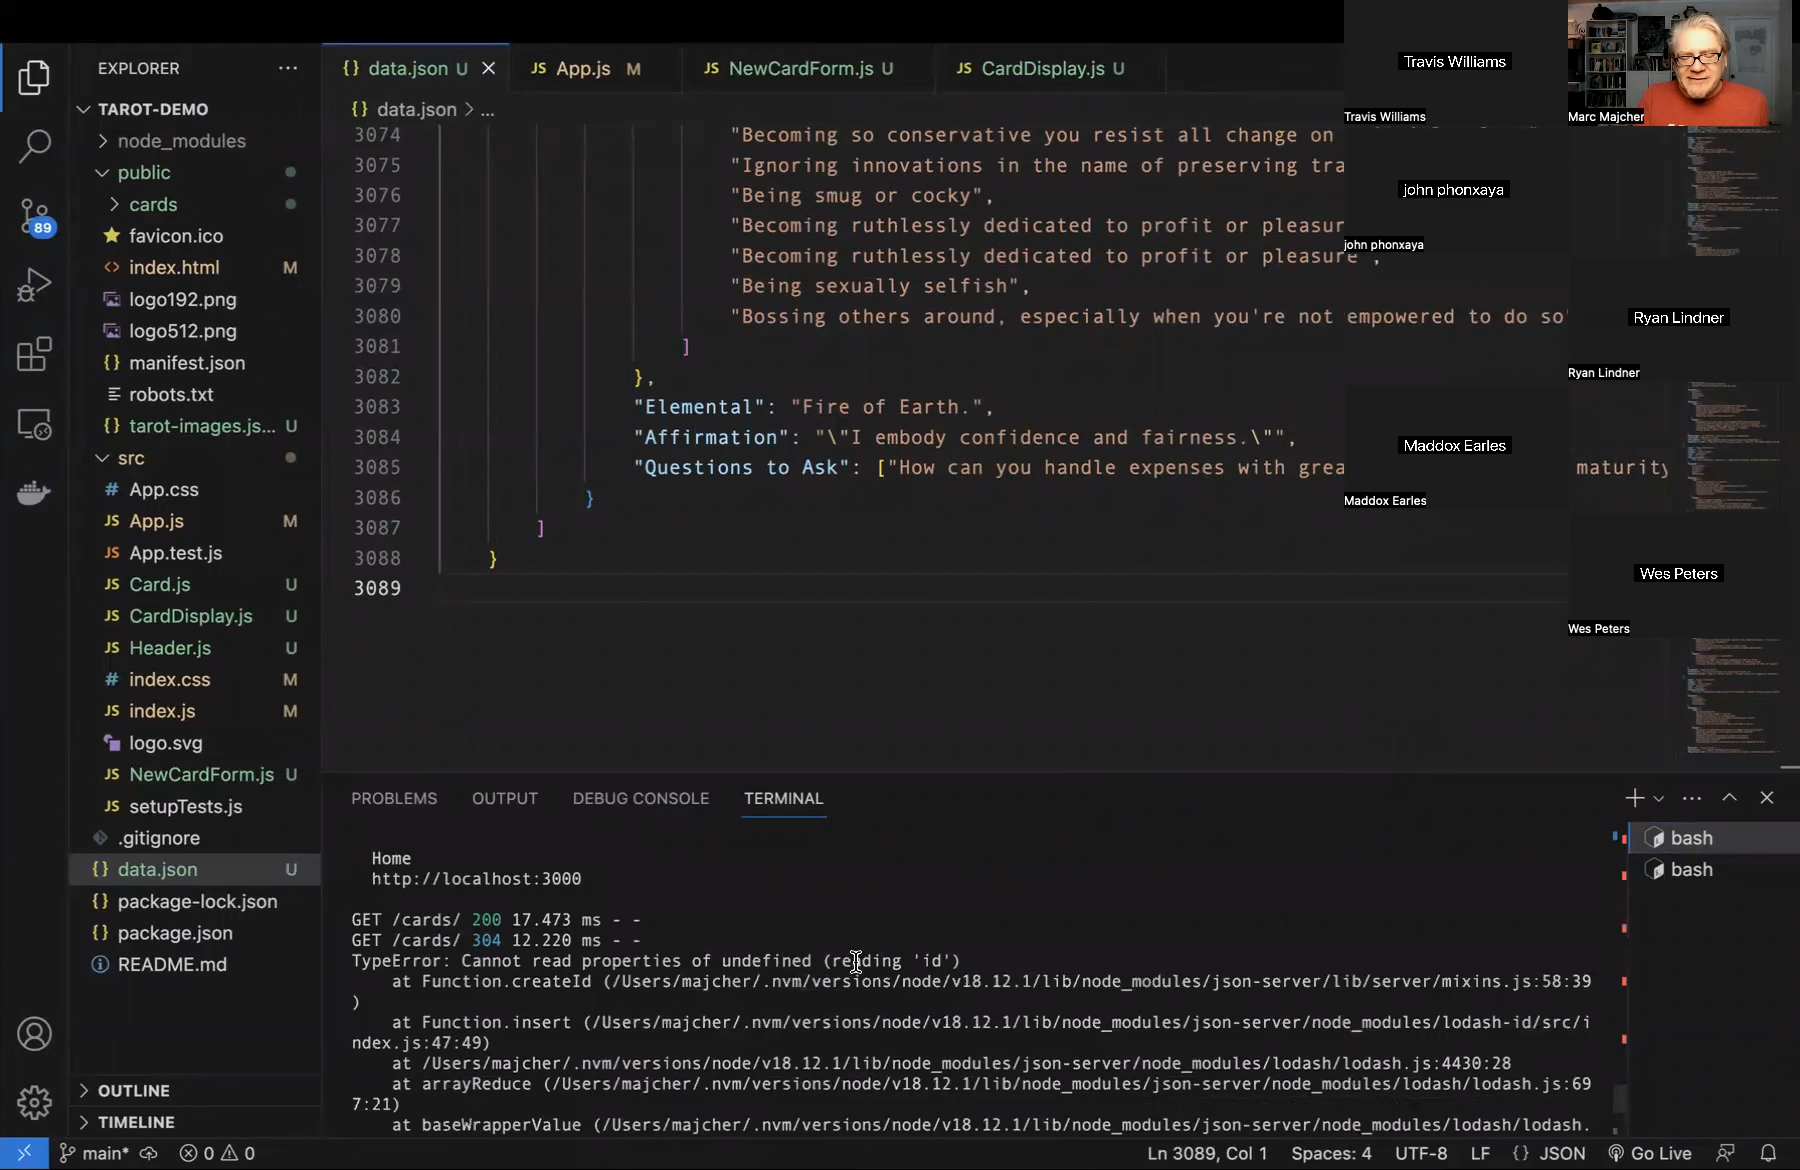 EXPLORER
TAROT-DEMO
node_modules
public
cards
favicon.ico
index.html M
logo192.png
logo512.png
manifest.json
robots.txt
tarot-images.js... U
src
App.css
App.js M
App.test.js
Card.js U
CardDisplay.js U
Header.js U
index.css M
index.js M
logo.svg
NewCardForm.js U
setupTests.js
.gitignore
data.json U
package-lock.json
package.json
README.md
OUTLINE
TIMELINE
89
{} data.json U JS App.js M JS NewCardForm.js U JS CardDisplay.js U
{} data.json > ...
3074 "Becoming so conservative you resist all change on
3075 "Ignoring innovations in the name of preserving tra
3076 "Being smug or cocky",
3077 "Becoming ruthlessly dedicated to profit or pleasur
3078 "Becoming ruthlessly dedicated to profit or pleasure",
3079 "Being sexually selfish",
3080 "Bossing others around, especially when you're not empowered to do so"
3081 ]
3082 },
3083 "Elemental": "Fire of Earth.",
3084 "Affirmation": "\"I embody confidence and fairness.\"",
3085 "Questions to Ask": ["How can you handle expenses with grea maturity
3086 }
3087 ]
3088 }
3089
Travis Williams
Travis Williams
Marc Majcher
john phonxaya
john phonxaya
Ryan Lindner
Ryan Lindner
Maddox Earles
Maddox Earles
Wes Peters
Wes Peters
PROBLEMS OUTPUT DEBUG CONSOLE TERMINAL
Home
http://localhost:3000
GET /cards/ 200 17.473 ms - -
GET /cards/ 304 12.220 ms - -
TypeError: Cannot read properties of undefined (reading 'id')
at Function.createId (/Users/majcher/.nvm/versions/node/v18.12.1/lib/node_modules/json-server/lib/server/mixins.js:58:39
)
at Function.insert (/Users/majcher/.nvm/versions/node/v18.12.1/lib/node_modules/json-server/node_modules/lodash-id/src/i
ndex.js:47:49)
at /Users/majcher/.nvm/versions/node/v18.12.1/lib/node_modules/json-server/node_modules/lodash/lodash.js:4430:28
at arrayReduce (/Users/majcher/.nvm/versions/node/v18.12.1/lib/node_modules/json-server/node_modules/lodash/lodash.js:69
7:21)
at baseWrapperValue (/Users/majcher/.nvm/versions/node/v18.12.1/lib/node_modules/json-server/node_modules/lodash/lodash.
bash
bash
main* 0 0 Ln 3089, Col 1 Spaces: 4 UTF-8 LF {} JSON Go Live